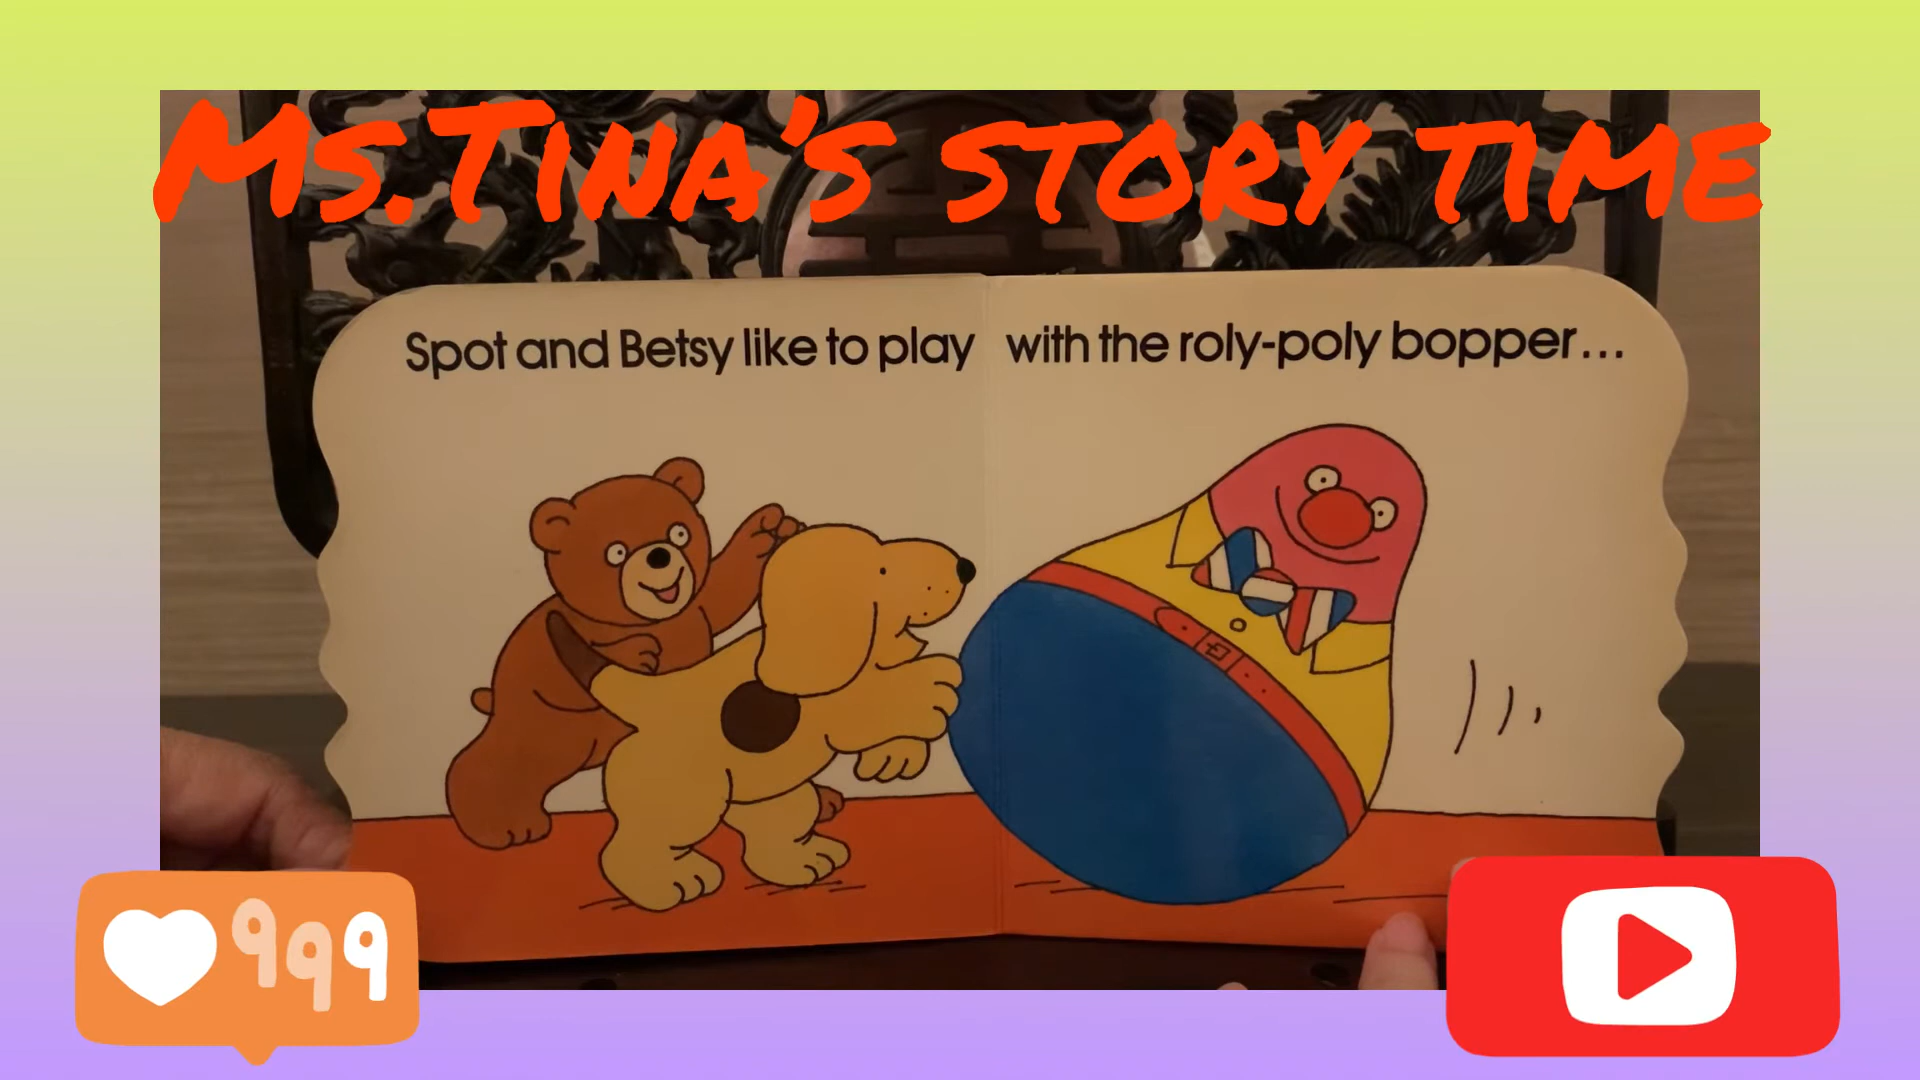 Ms.Tina's story time
Spot and Betsy like to play with the roly-poly bopper...
999